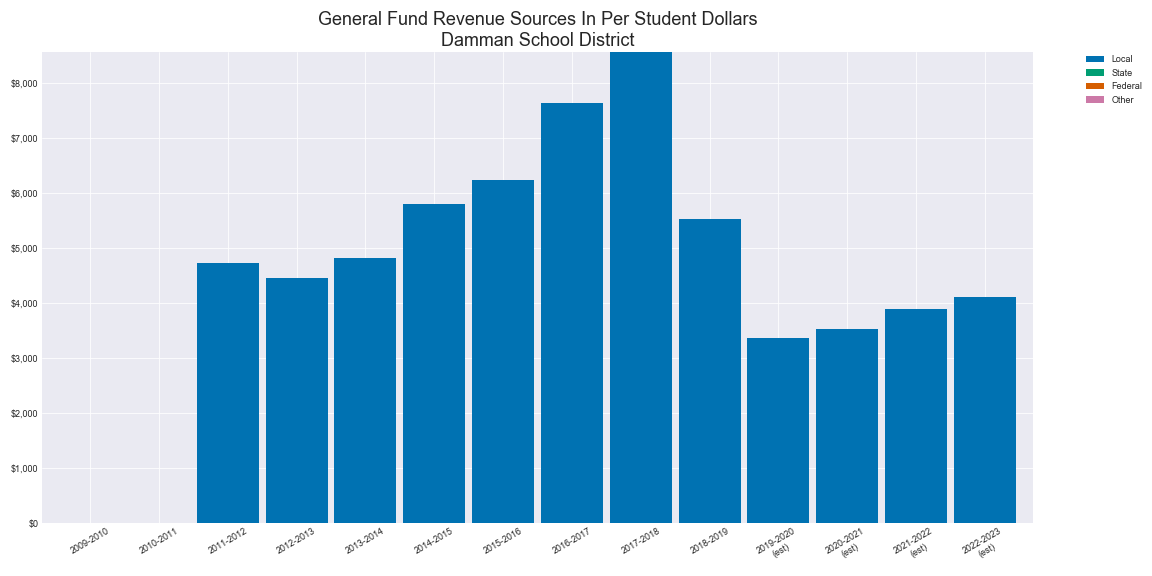 General Fund Revenue Sources In Per Student Dollars
Damman School District
Local
State
Federal
Other
$8,000
$7,000
$6,000
$5,000
$4,000
$3,000
$2,000
$1,000
$0
2009-2010
2010-2011
2011-2012
2012-2013
2013-2014
2014-2015
2015-2016
2016-2017
2017-2018
2018-2019
2019-2020
(est)
2020-2021
(est)
2021-2022
(est)
2022-2023
(est)